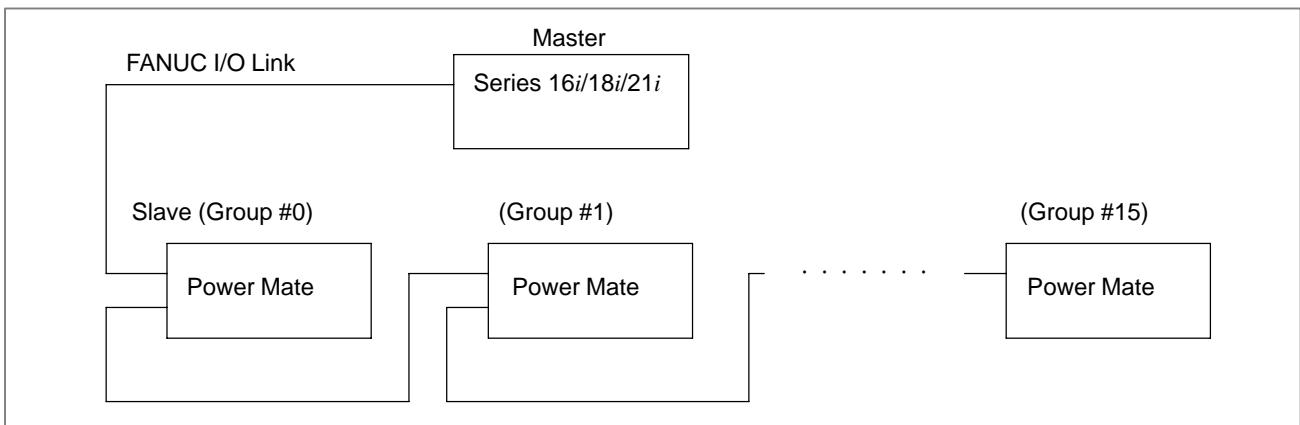 Master
FANUC I/O Link
Series 16i/18i/21i
Slave (Group #0)
(Group #1)
(Group #15)
Power Mate
Power Mate
. . . . . . .
Power Mate